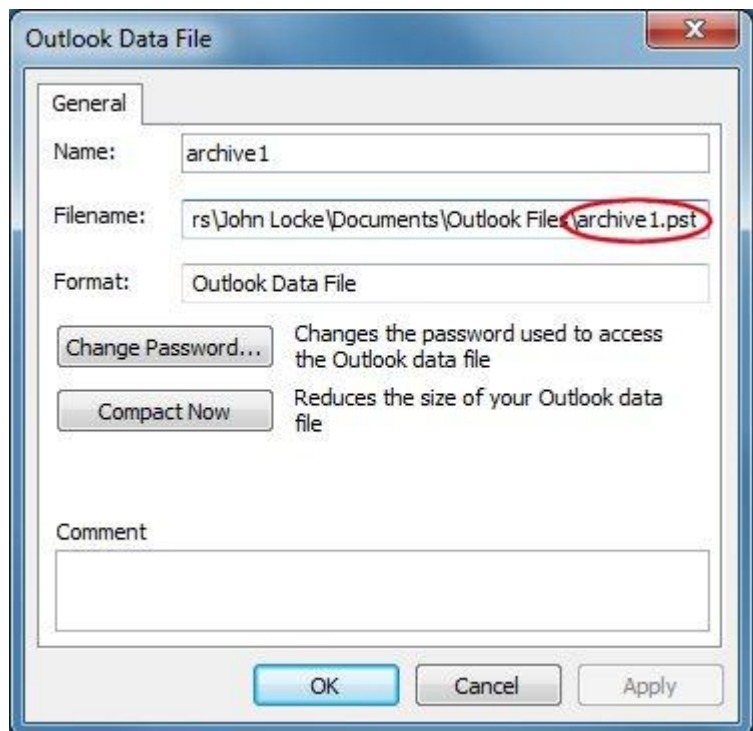 Outlook Data File
General
Name: archive1
Filename: rs\John Locke\Documents\Outlook Files\archive1.pst
Format: Outlook Data File
Change Password... Changes the password used to access
the Outlook data file
Compact Now Reduces the size of your Outlook data
file
Comment
OK Cancel Apply